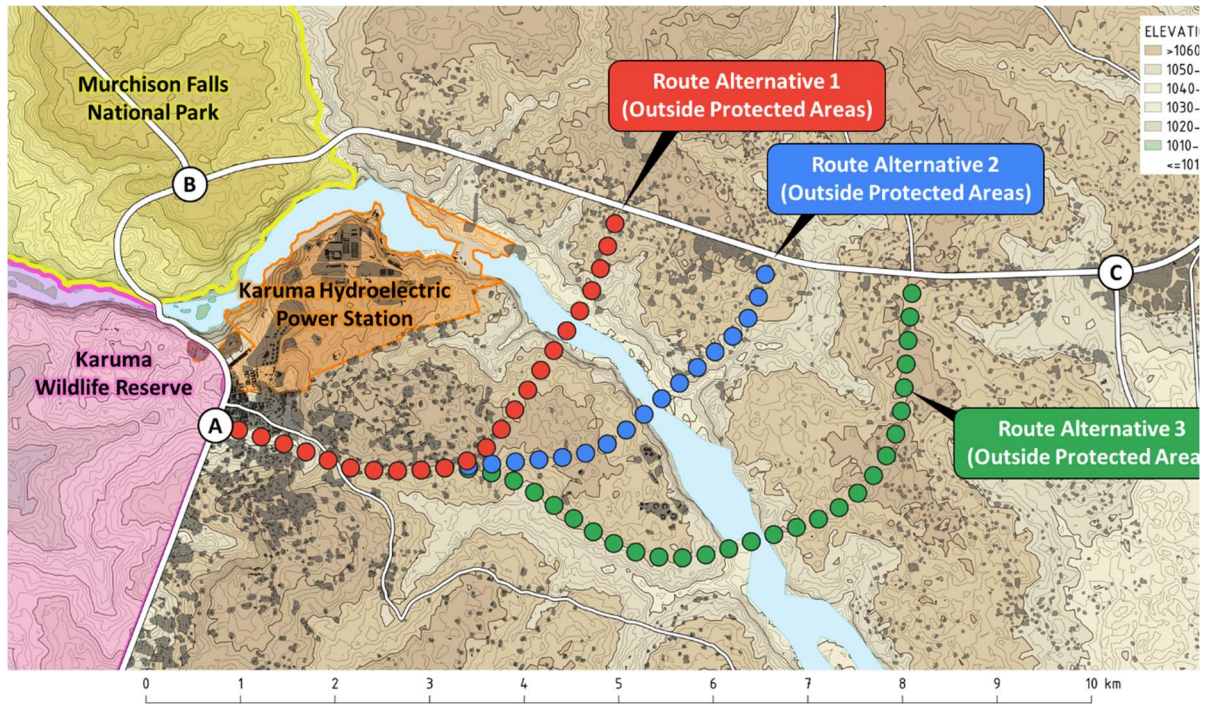 Murchison Falls
National Park
B
Route Alternative 1
(Outside Protected Areas)
Route Alternative 2
(Outside Protected Areas)
ELEVATI
>1060
1050-
1040-
1030-
1020-
1010-
<=101
Karuma Hydroelectric
Power Station
C
Karuma
Wildlife Reserve
A
Route Alternative 3
(Outside Protected Area
0 1 2 3 4 5 6 7 8 9 10 km